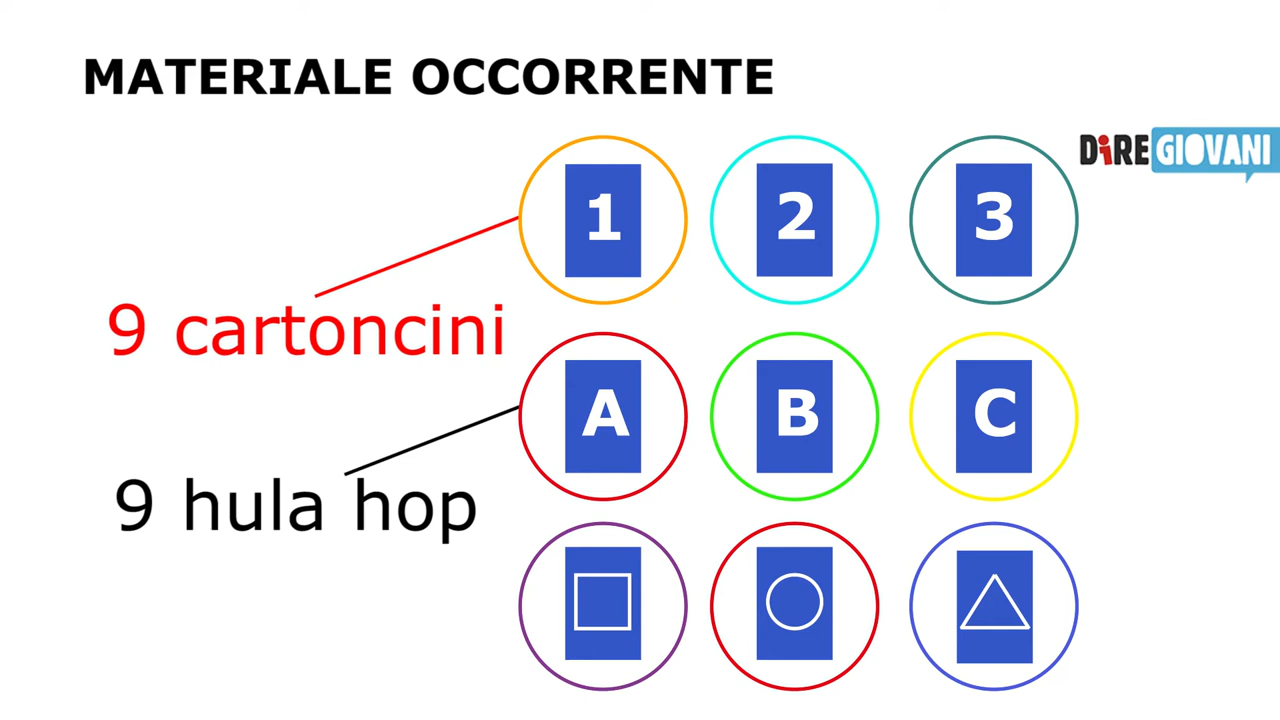 MATERIALE OCCORRENTE
DiRE GIOVANI
1 2 3
9 cartoncini
A B C
9 hula hop